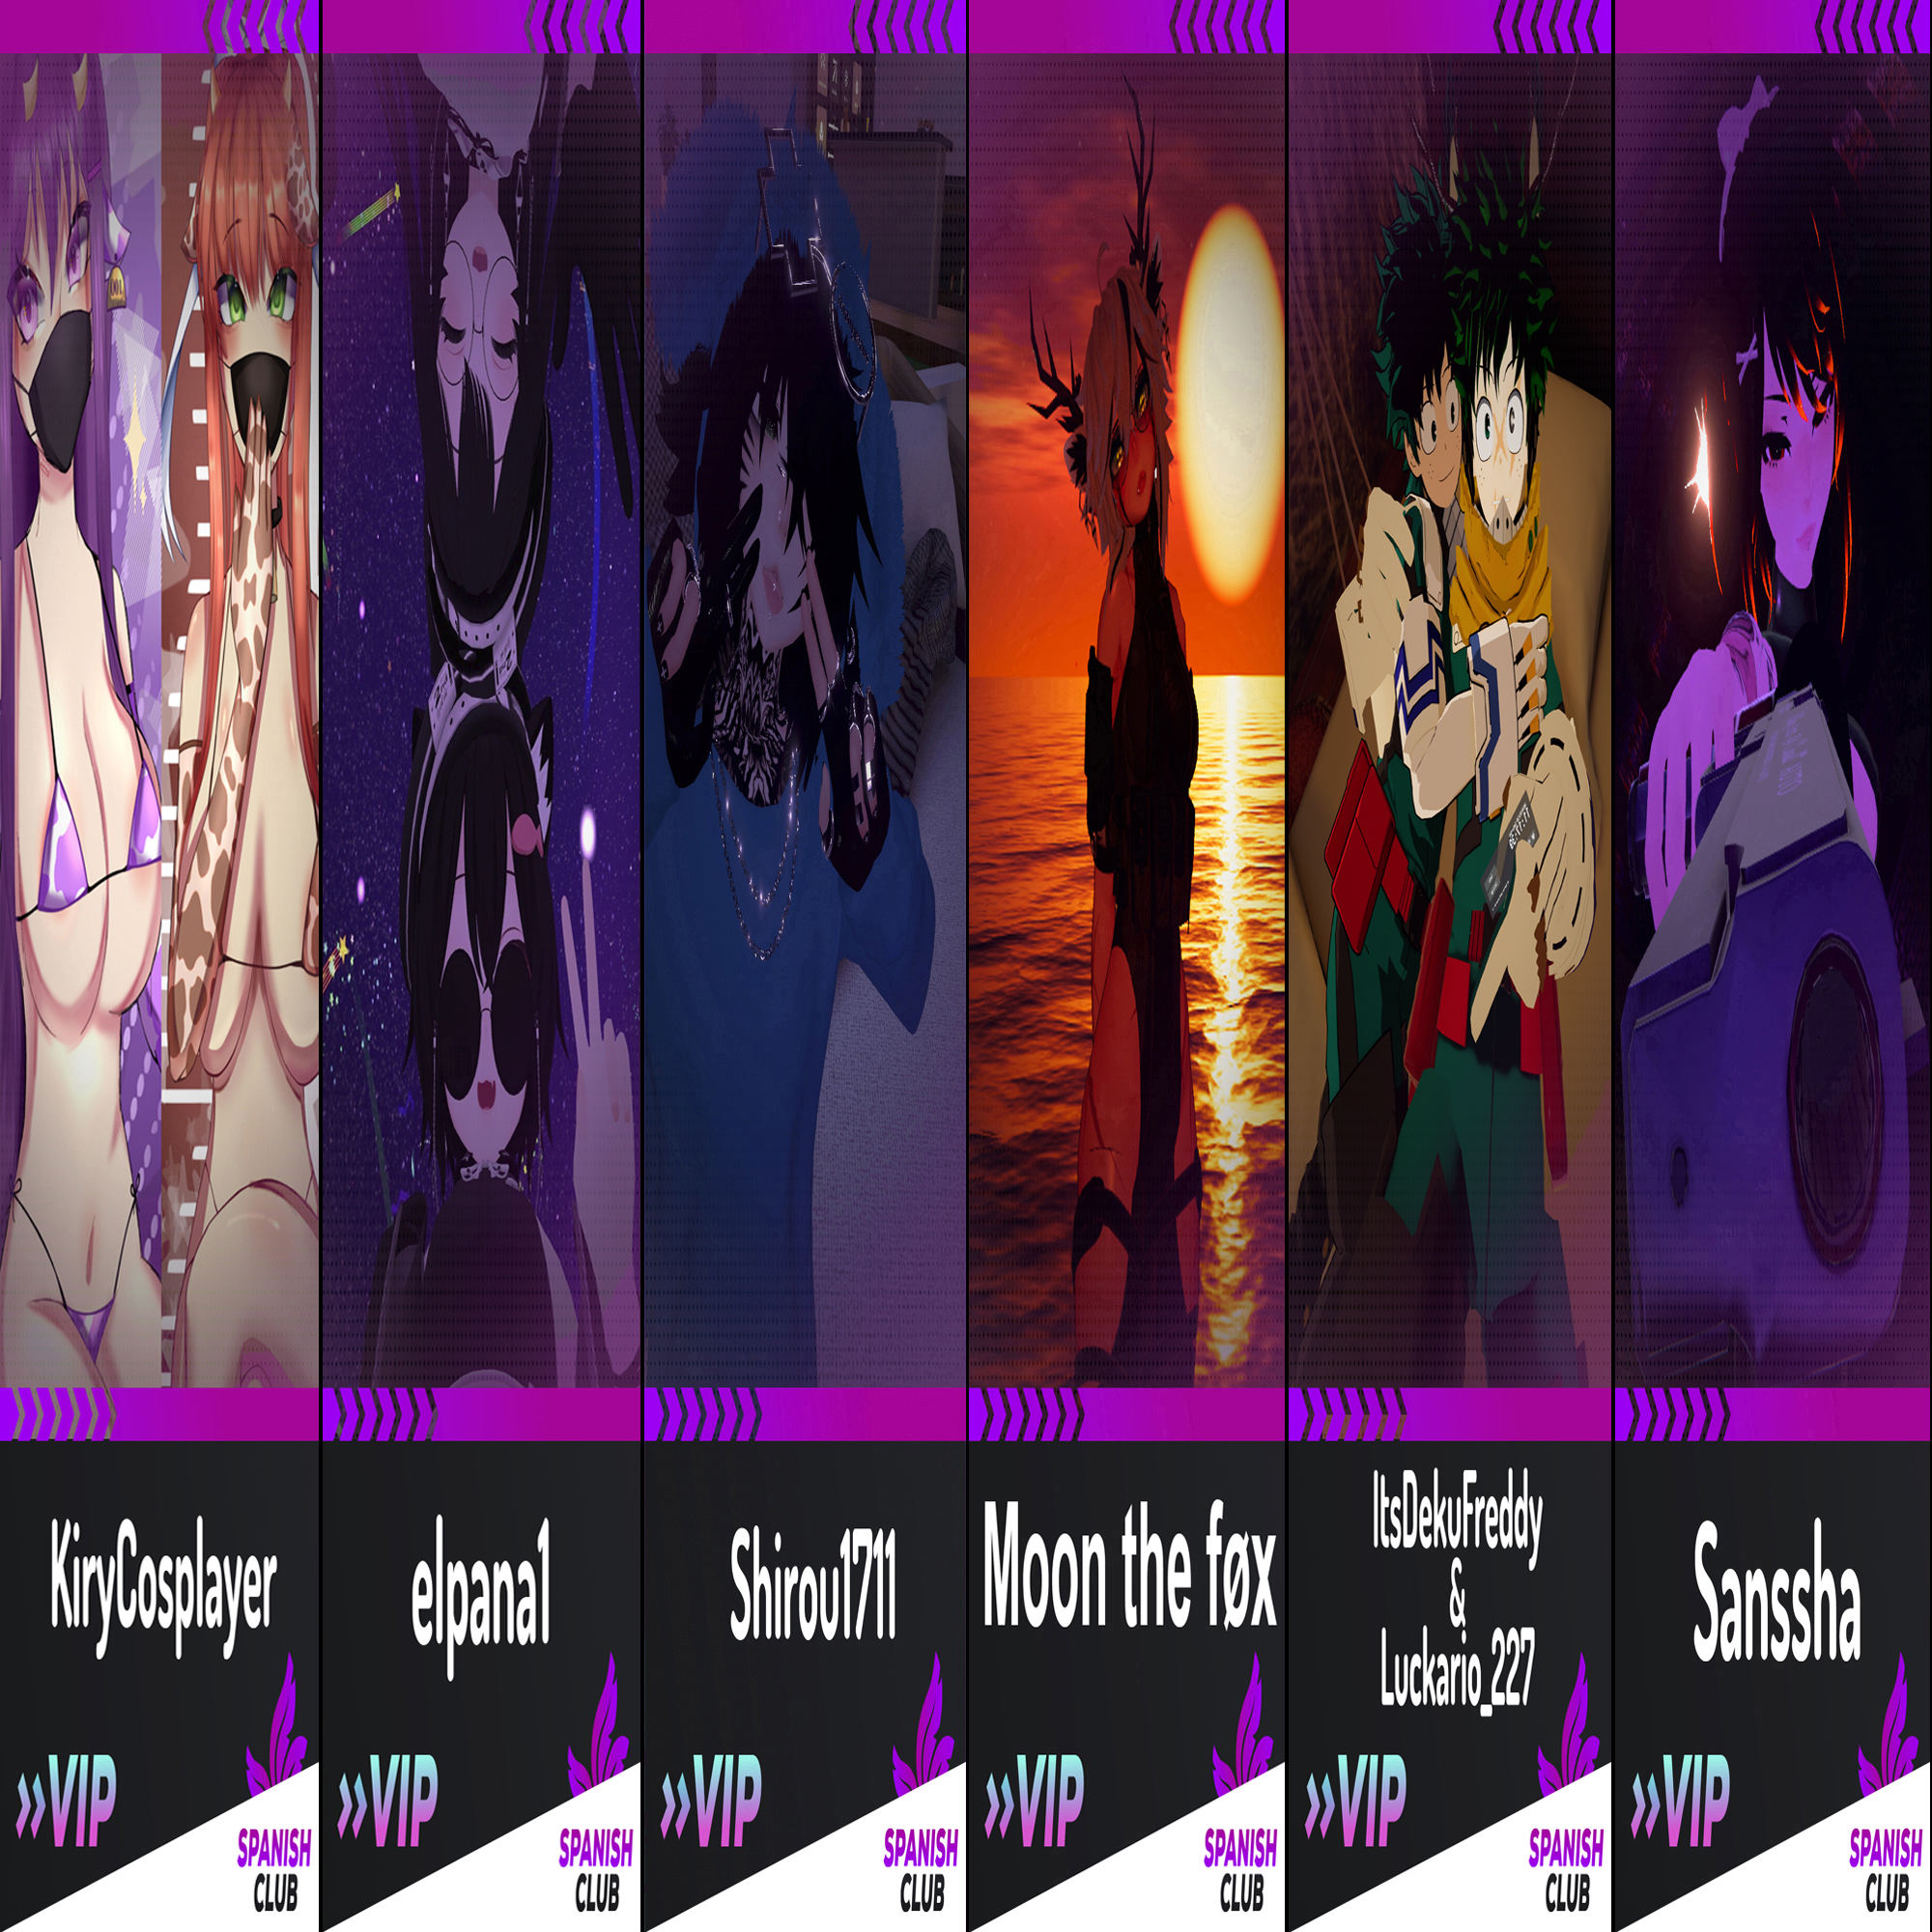 KiryCosplayer
»VIP
SPANISH
CLUB
elpana1
»VIP
SPANISH
CLUB
Shirou1711
»VIP
SPANISH
CLUB
Moon the føx
»VIP
SPANISH
CLUB
ItsDekuFreddy
&
Luckario_227
»VIP
SPANISH
CLUB
Sanssha
»VIP
SPANISH
CLUB